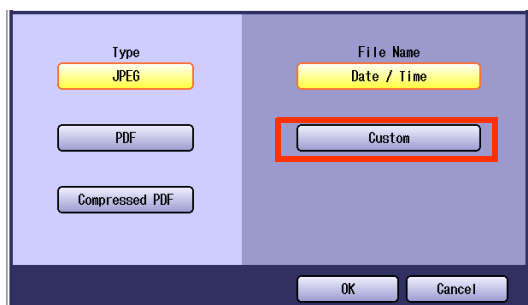 Type
JPEG
PDF
Compressed PDF
File Name
Date / Time
Custom
OK
Cancel